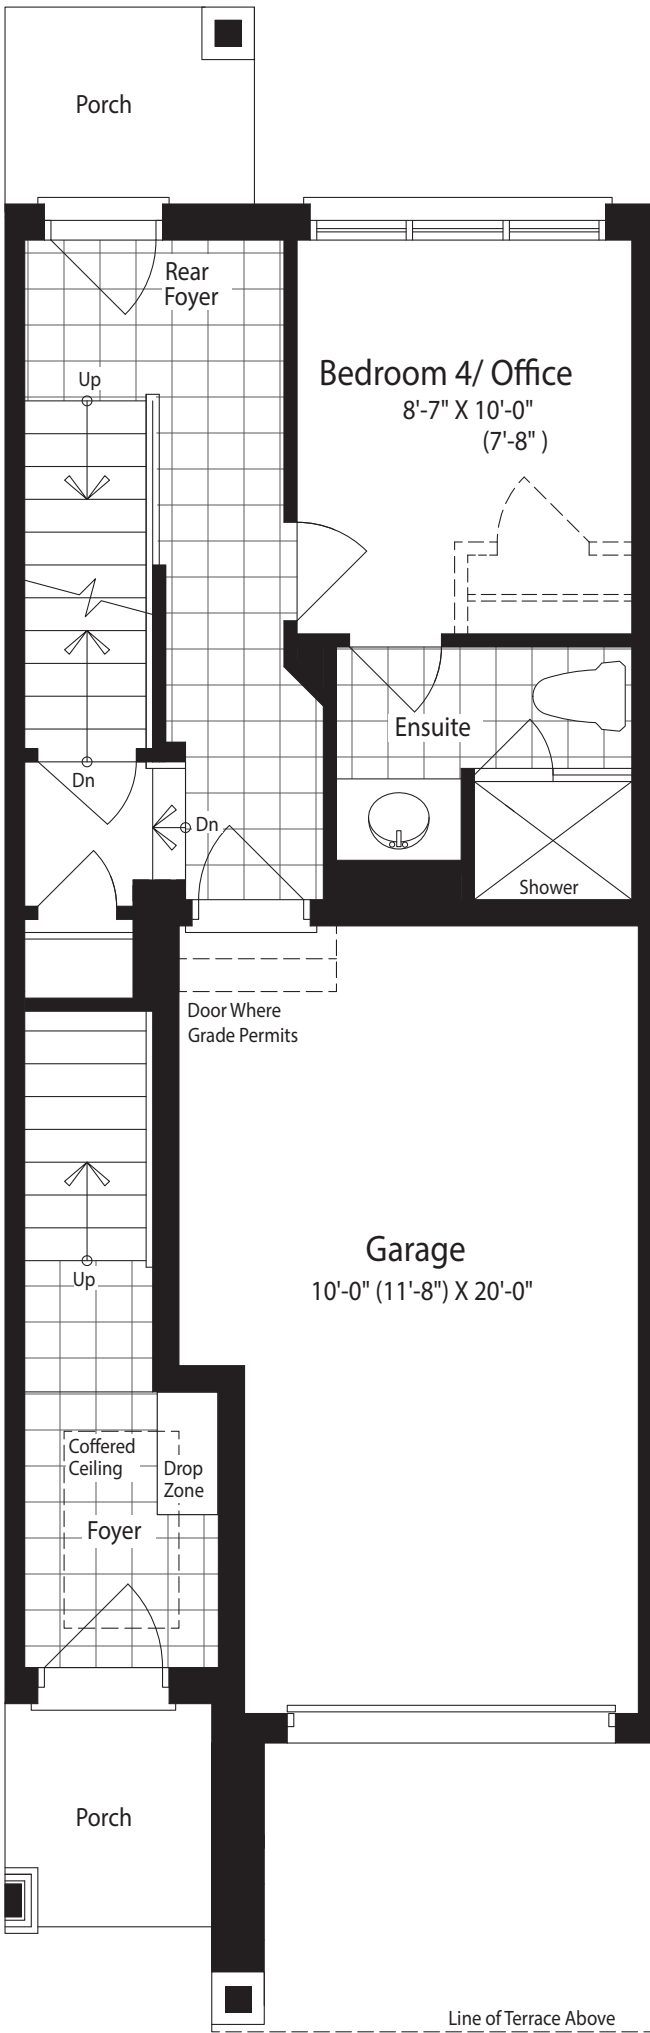 Porch
Rear
Foyer
Up
Bedroom 4/ Office
8'-7" X 10'-0"
(7'-8" )
Ensuite
Dn
Dn
Shower
Door Where
Grade Permits
Garage
10'-0" (11'-8") X 20'-0"
Up
Coffered
Ceiling
Drop
Zone
Foyer
Porch
Line of Terrace Above